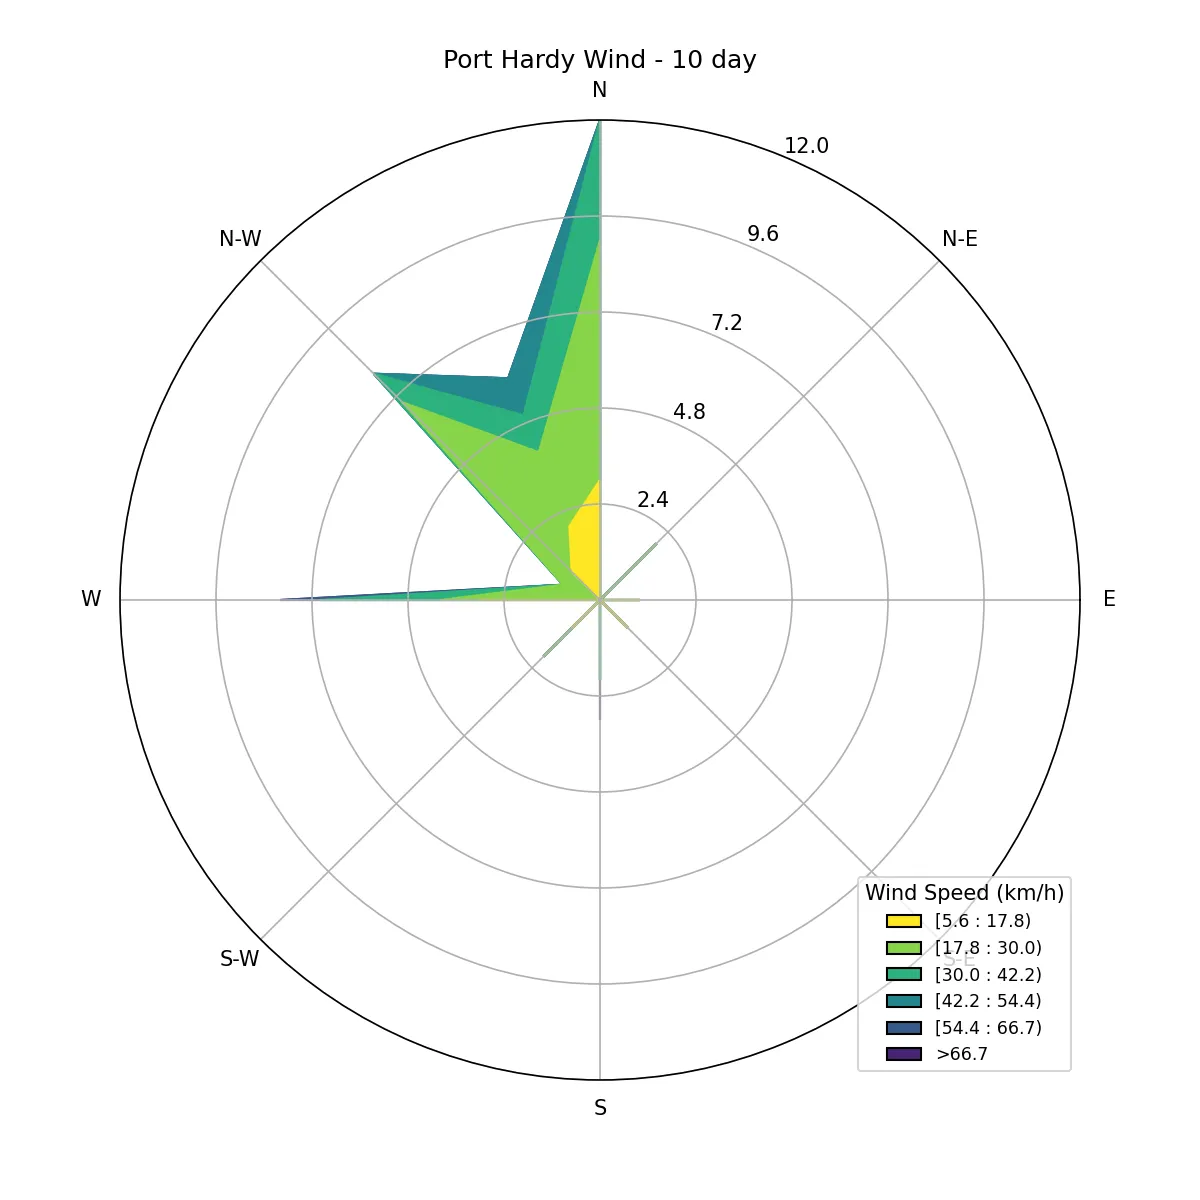 Port Hardy Wind - 10 day
N
12.0
N-W
9.6
N-E
7.2
4.8
2.4
W
E
S-W
S-E
Wind Speed (km/h)
[5.6 : 17.8)
[17.8 : 30.0)
[30.0 : 42.2)
[42.2 : 54.4)
[54.4 : 66.7)
>66.7
S